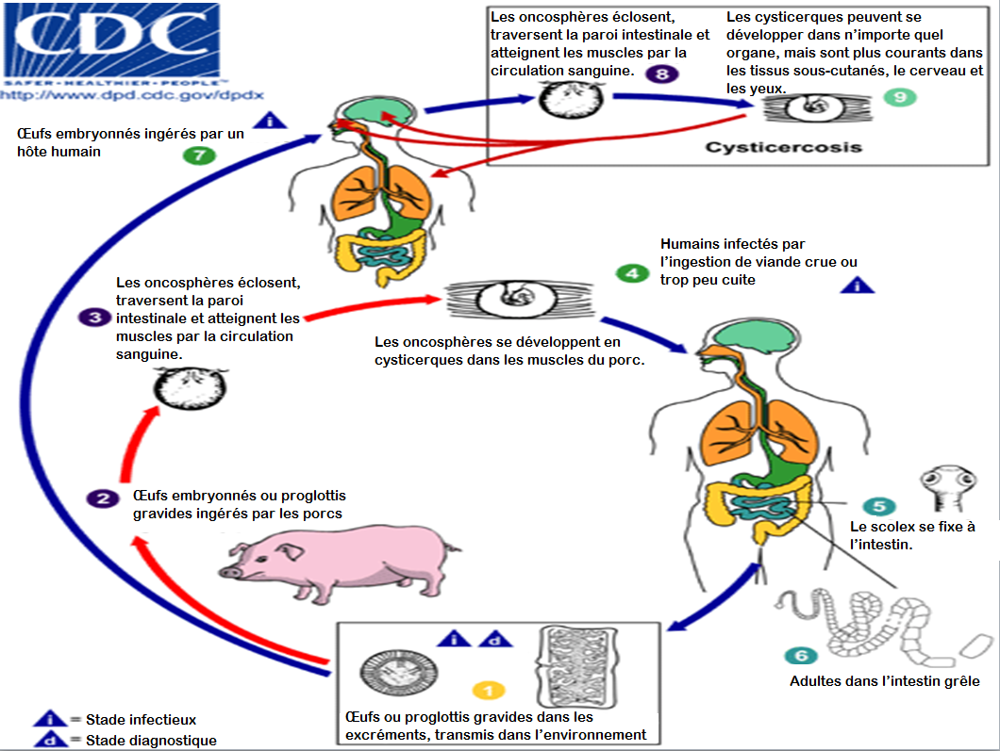 CDC
SAFER•HEALTHIER•PEOPLE™
http://www.dpd.cdc.gov/dpdx
Les oncosphères éclosent,
traversent la paroi intestinale et
atteignent les muscles par la
circulation sanguine.
8
Les cysticerques peuvent se
développer dans n'importe quel
organe, mais sont plus courants dans
les tissus sous-cutanés, le cerveau et
les yeux.
9
Cysticercosis
i
Œufs embryonnés ingérés par un
hôte humain
7
Humains infectés par
l'ingestion de viande crue ou
trop peu cuite
4
i
Les oncosphères éclosent,
traversent la paroi
intestinale et atteignent les
muscles par la circulation
sanguine.
3
Les oncosphères se développent en
cysticerques dans les muscles du porc.
2
Œufs embryonnés ou proglottis
gravides ingérés par les porcs
5
Le scolex se fixe à
l'intestin.
6
Adultes dans l'intestin grêle
i d
1
Œufs ou proglottis gravides dans les
excréments, transmis dans l'environnement
i = Stade infectieux
d = Stade diagnostique